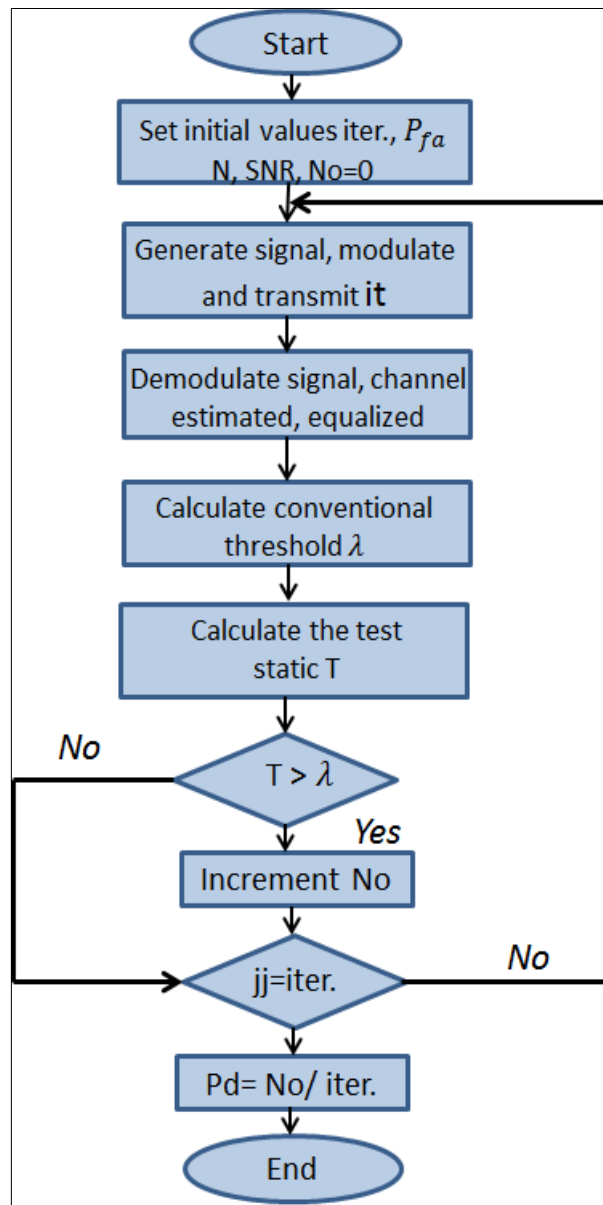 Start
Set initial values iter., P_fa
N, SNR, No=0
Generate signal, modulate
and transmit it
Demodulate signal, channel
estimated, equalized
Calculate conventional
threshold λ
Calculate the test
static T
No
T > λ
Yes
Increment No
No
jj=iter.
Pd= No/ iter.
End